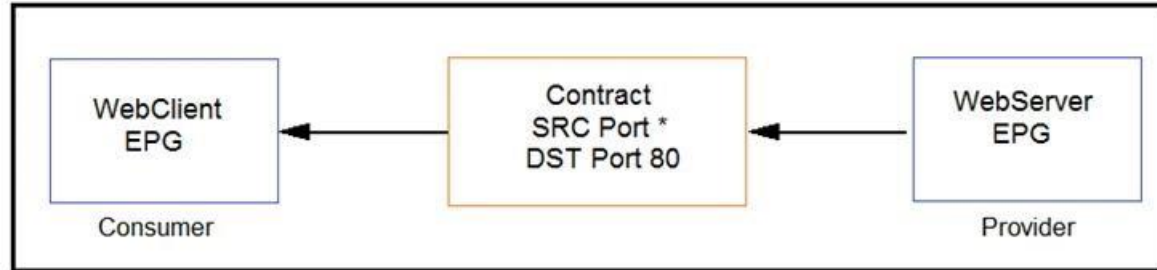 WebClient
EPG
Consumer
Contract
SRC Port *
DST Port 80
WebServer
EPG
Provider